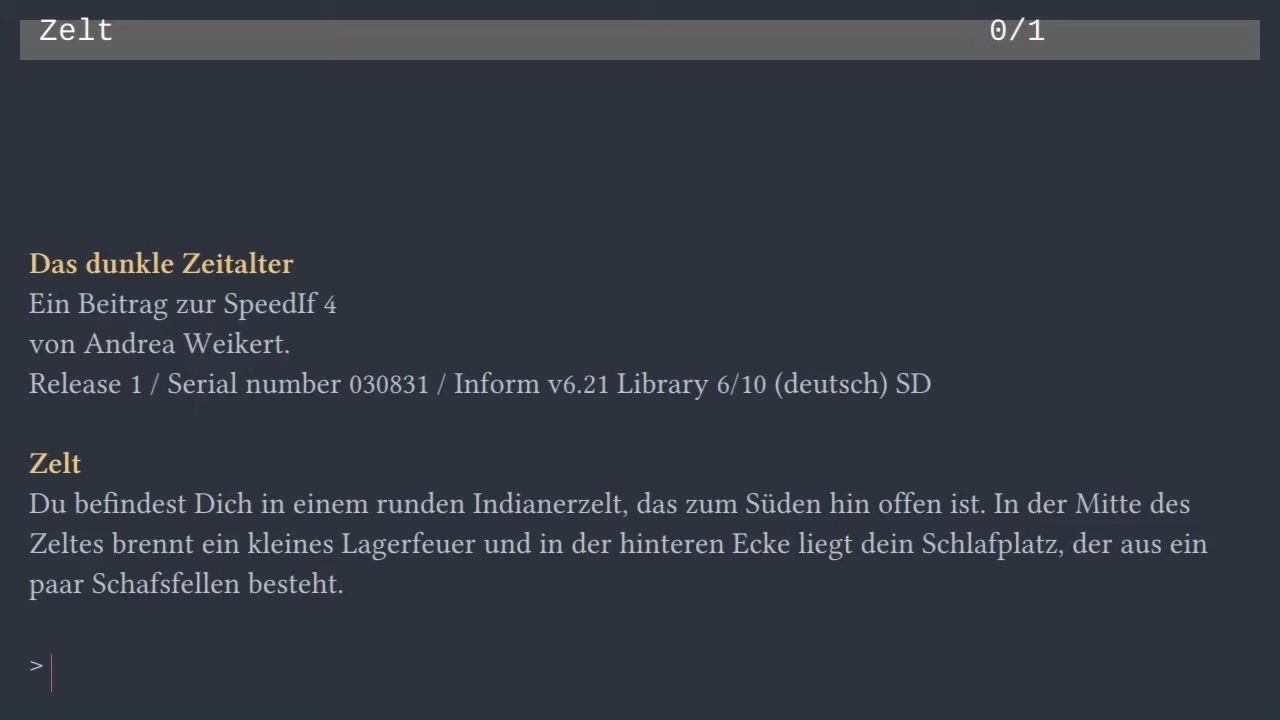 Zelt 0/1
Das dunkle Zeitalter
Ein Beitrag zur SpeedIf 4
von Andrea Weikert.
Release 1 / Serial number 030831 / Inform v6.21 Library 6/10 (deutsch) SD
Zelt
Du befindest Dich in einem runden Indianerzelt, das zum Süden hin offen ist. In der Mitte des
Zeltes brennt ein kleines Lagerfeuer und in der hinteren Ecke liegt dein Schlafplatz, der aus ein
paar Schafsfellen besteht.
>